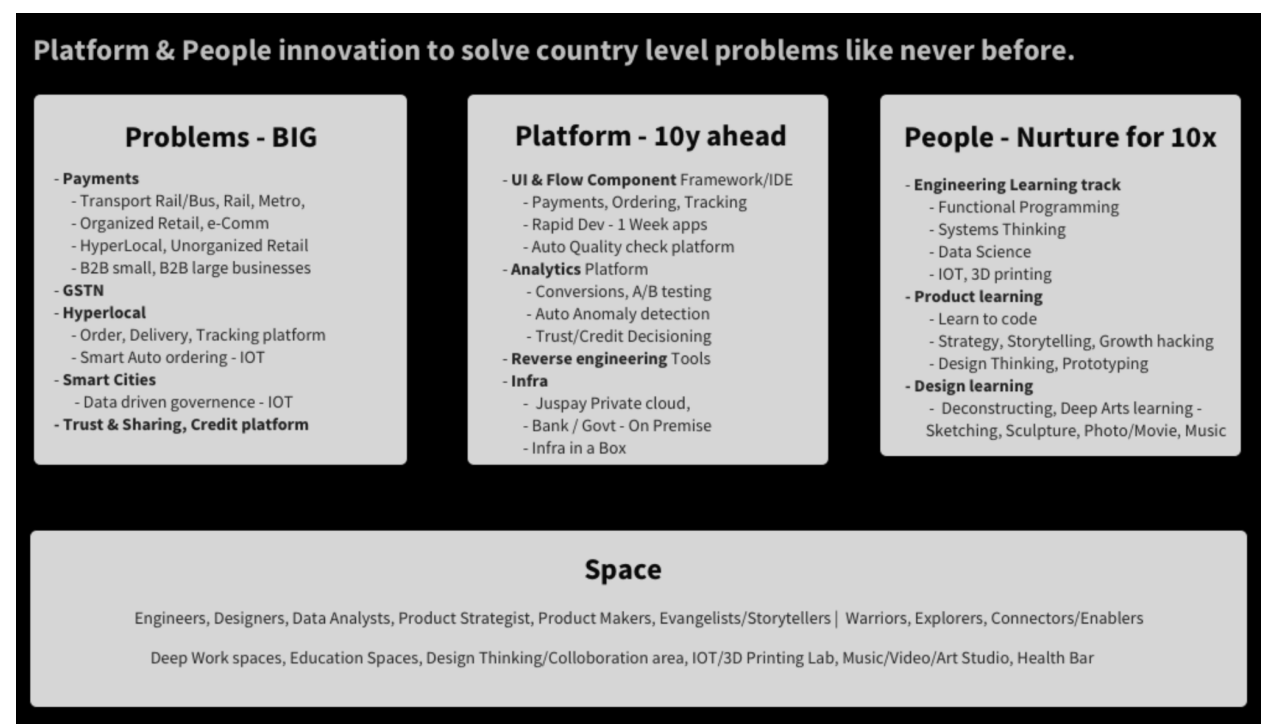 Platform & People innovation to solve country level problems like never before.
Problems - BIG
- Payments
- Transport Rail/Bus, Rail, Metro,
- Organized Retail, e-Comm
- HyperLocal, Unorganized Retail
- B2B small, B2B large businesses
- GSTN
- Hyperlocal
- Order, Delivery, Tracking platform
- Smart Auto ordering - IOT
- Smart Cities
- Data driven governence - IOT
- Trust & Sharing, Credit platform
Platform - 10y ahead
- UI & Flow Component Framework/IDE
- Payments, Ordering, Tracking
- Rapid Dev - 1 Week apps
- Auto Quality check platform
- Analytics Platform
- Conversions, A/B testing
- Auto Anomaly detection
- Trust/Credit Decisioning
- Reverse engineering Tools
- Infra
- Juspay Private cloud,
- Bank / Govt - On Premise
- Infra in a Box
People - Nurture for 10x
- Engineering Learning track
- Functional Programming
- Systems Thinking
- Data Science
- IOT, 3D printing
- Product learning
- Learn to code
- Strategy, Storytelling, Growth hacking
- Design Thinking, Prototyping
- Design learning
- Deconstructing, Deep Arts learning -
Sketching, Sculpture, Photo/Movie, Music
Space
Engineers, Designers, Data Analysts, Product Strategist, Product Makers, Evangelists/Storytellers | Warriors, Explorers, Connectors/Enablers
Deep Work spaces, Education Spaces, Design Thinking/Colloboration area, IOT/3D Printing Lab, Music/Video/Art Studio, Health Bar